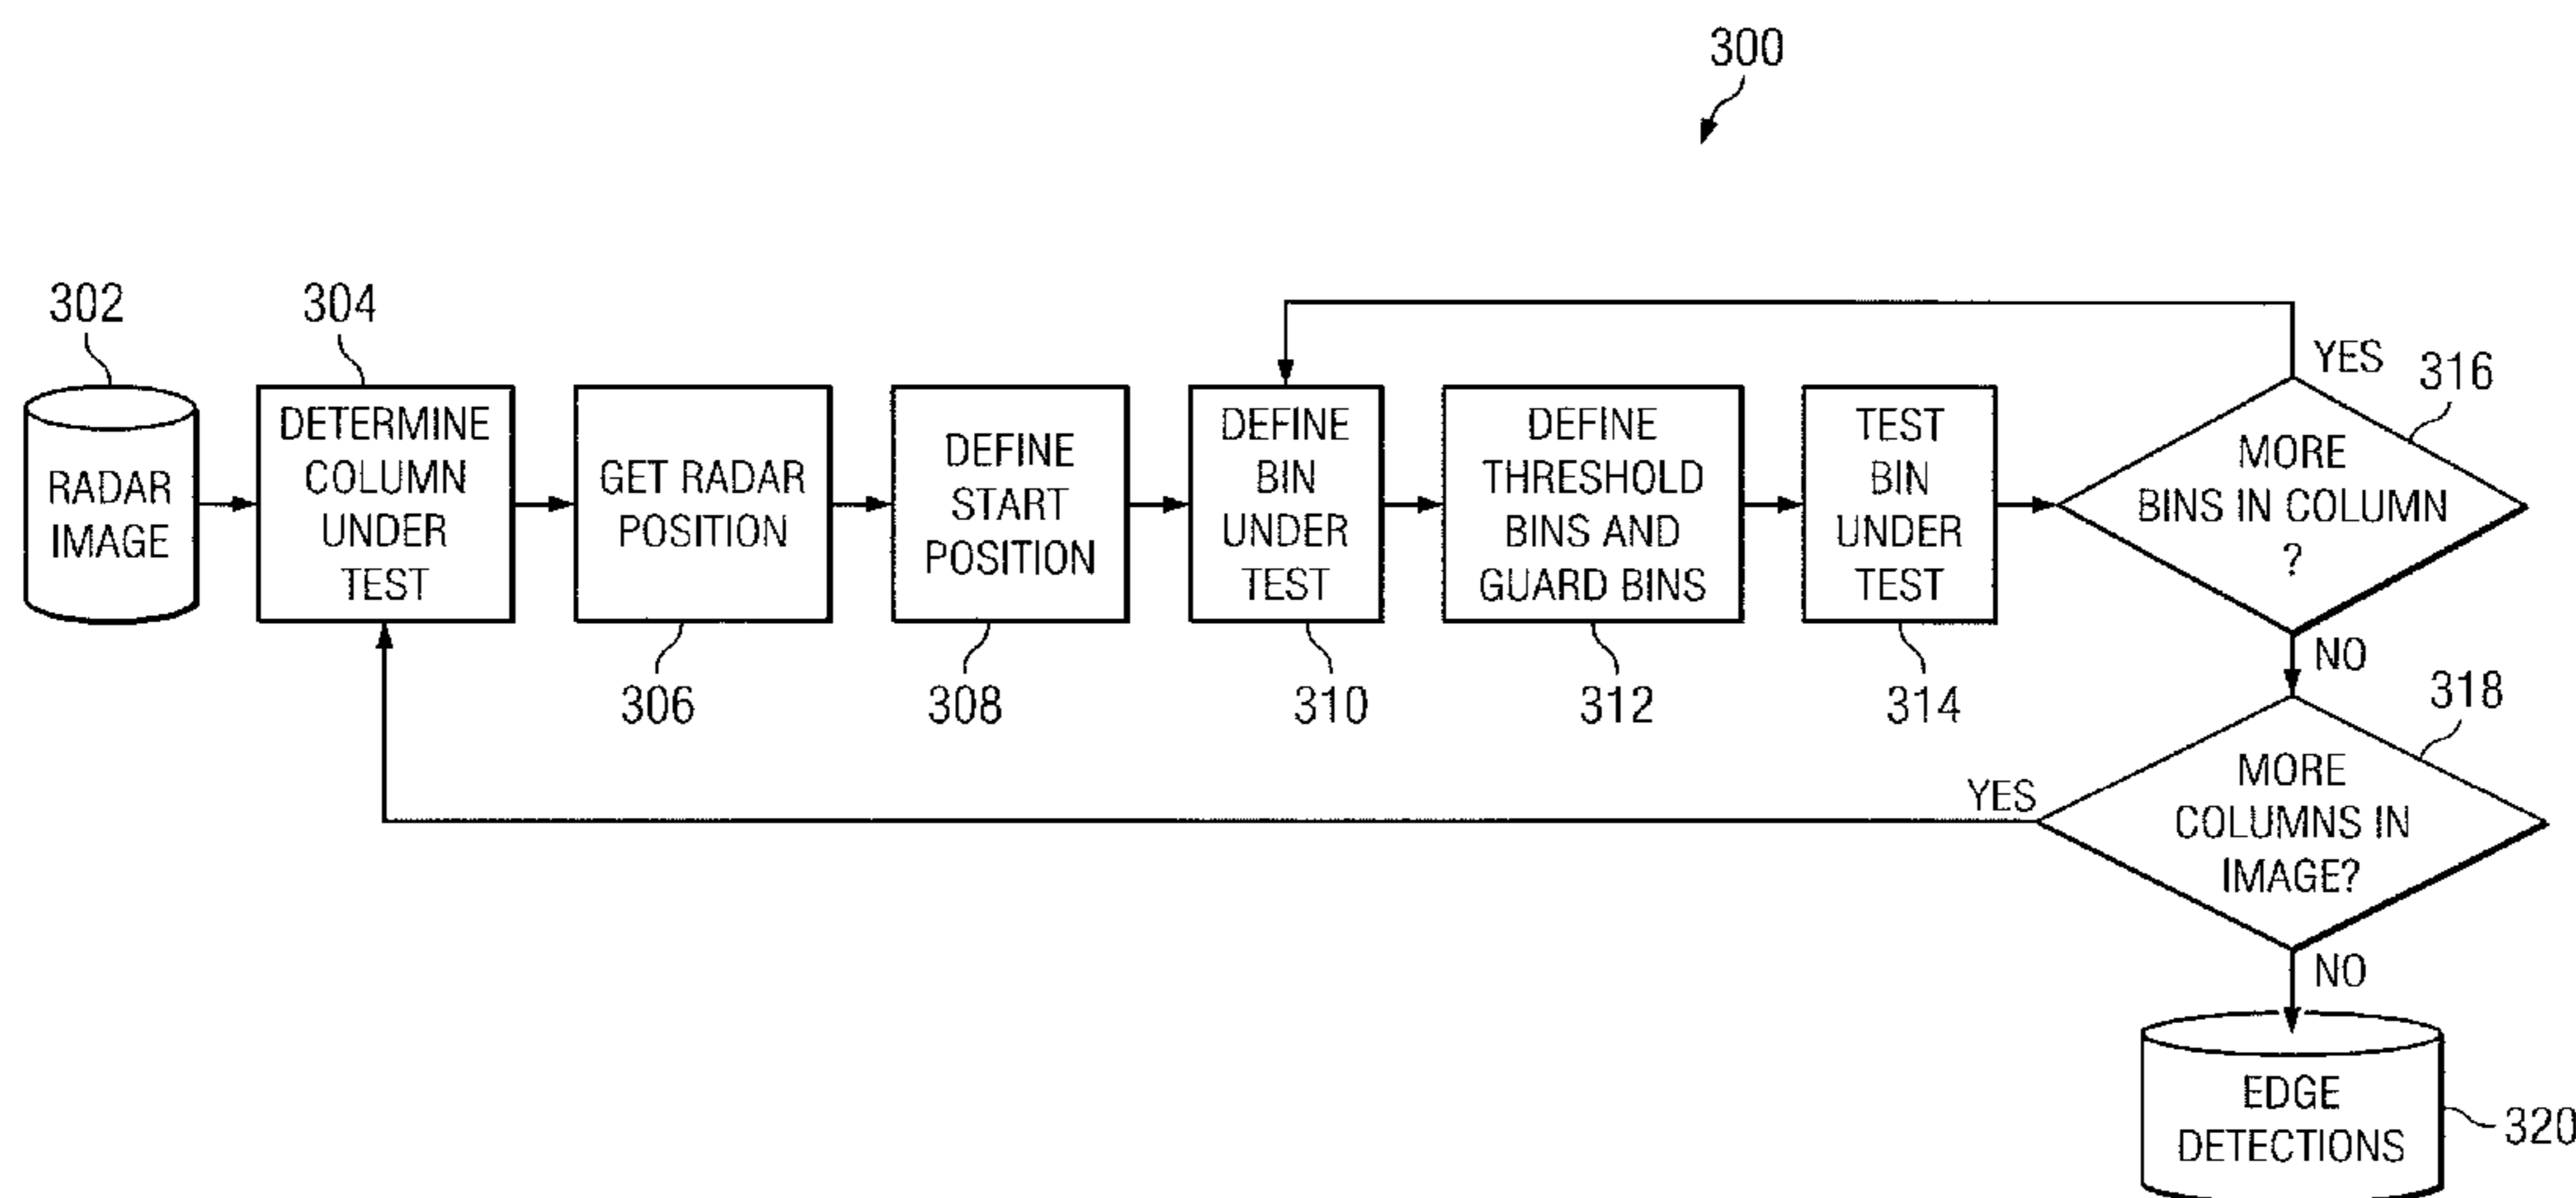 300
302
304
RADAR
IMAGE
DETERMINE
COLUMN
UNDER
TEST
GET RADAR
POSITION
306
DEFINE
START
POSITION
308
DEFINE
BIN
UNDER
TEST
310
DEFINE
THRESHOLD
BINS AND
GUARD BINS
312
TEST
BIN
UNDER
TEST
314
YES
316
MORE
BINS IN COLUMN
?
NO
318
YES
MORE
COLUMNS IN
IMAGE?
NO
EDGE
DETECTIONS
320